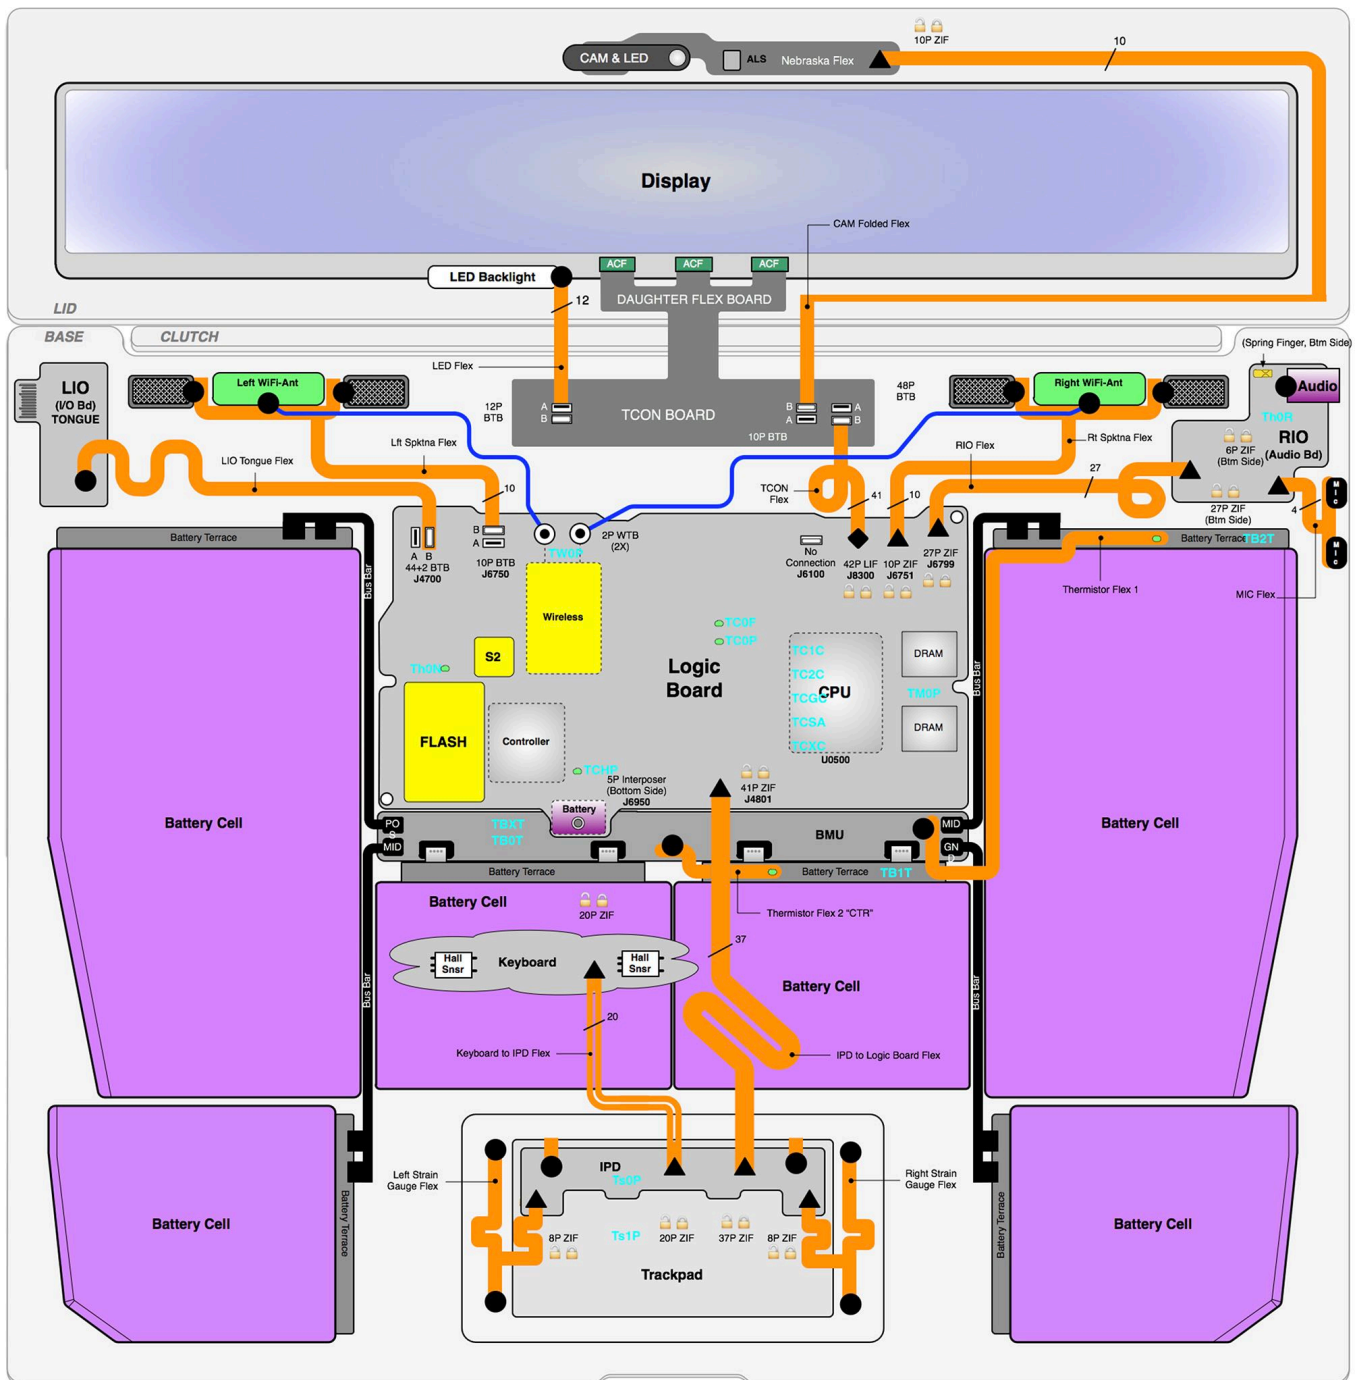 10P ZIF
10
CAM & LED
ALS
Nebraska Flex
Display
CAM Folded Flex
LED Backlight
ACF
ACF
ACF
12
DAUGHTER FLEX BOARD
LID
BASE
CLUTCH
(Spring Finger, Btm Side)
LIO
(I/O Bd)
TONGUE
Left WiFi-Ant
LED Flex
12P
BTB
A
B
TCON BOARD
B
A
A
B
10P BTB
48P
BTB
Right WiFi-Ant
Audio
Th0R
RIO
(Audio Bd)
6P ZIF
(Btm Side)
LIO Tongue Flex
Lft Spktna Flex
RIO Flex
Rt Spktna Flex
10
TCON
Flex
41
10
27
27P ZIF
(Btm Side)
4
Mic
Mic
Battery Terrace
A
B
44+2 BTB
J4700
B
A
10P BTB
J6750
2P WTB
(2X)
TW0P
No
Connection
J6100
42P LIF
J8300
10P ZIF
J6751
27P ZIF
J6799
Battery Terrace
TB2T
Thermistor Flex 1
MIC Flex
Bus Bar
Wireless
S2
Th0N
TC0F
TC0P
Logic
Board
TC1C
TC2C
TCGC
TCSA
TCXC
CPU
U0500
DRAM
TM0P
DRAM
Bus Bar
FLASH
Controller
TCHP
5P Interposer
(Bottom Side)
J6950
41P ZIF
J4801
Battery Cell
Battery Cell
Battery
POS
MID
TBXT
TB0T
BMU
MID
GND
Battery Terrace
Battery Terrace
TB1T
Battery Cell
20P ZIF
Thermistor Flex 2 "CTR"
37
Hall
Snsr
Keyboard
Hall
Snsr
Battery Cell
Bus Bar
Bus Bar
20
Keyboard to IPD Flex
IPD to Logic Board Flex
Left Strain
Gauge Flex
IPD
Ts0P
Right Strain
Gauge Flex
Battery Cell
Battery Terrace
8P ZIF
Ts1P
20P ZIF
37P ZIF
8P ZIF
Trackpad
Battery Terrace
Battery Cell